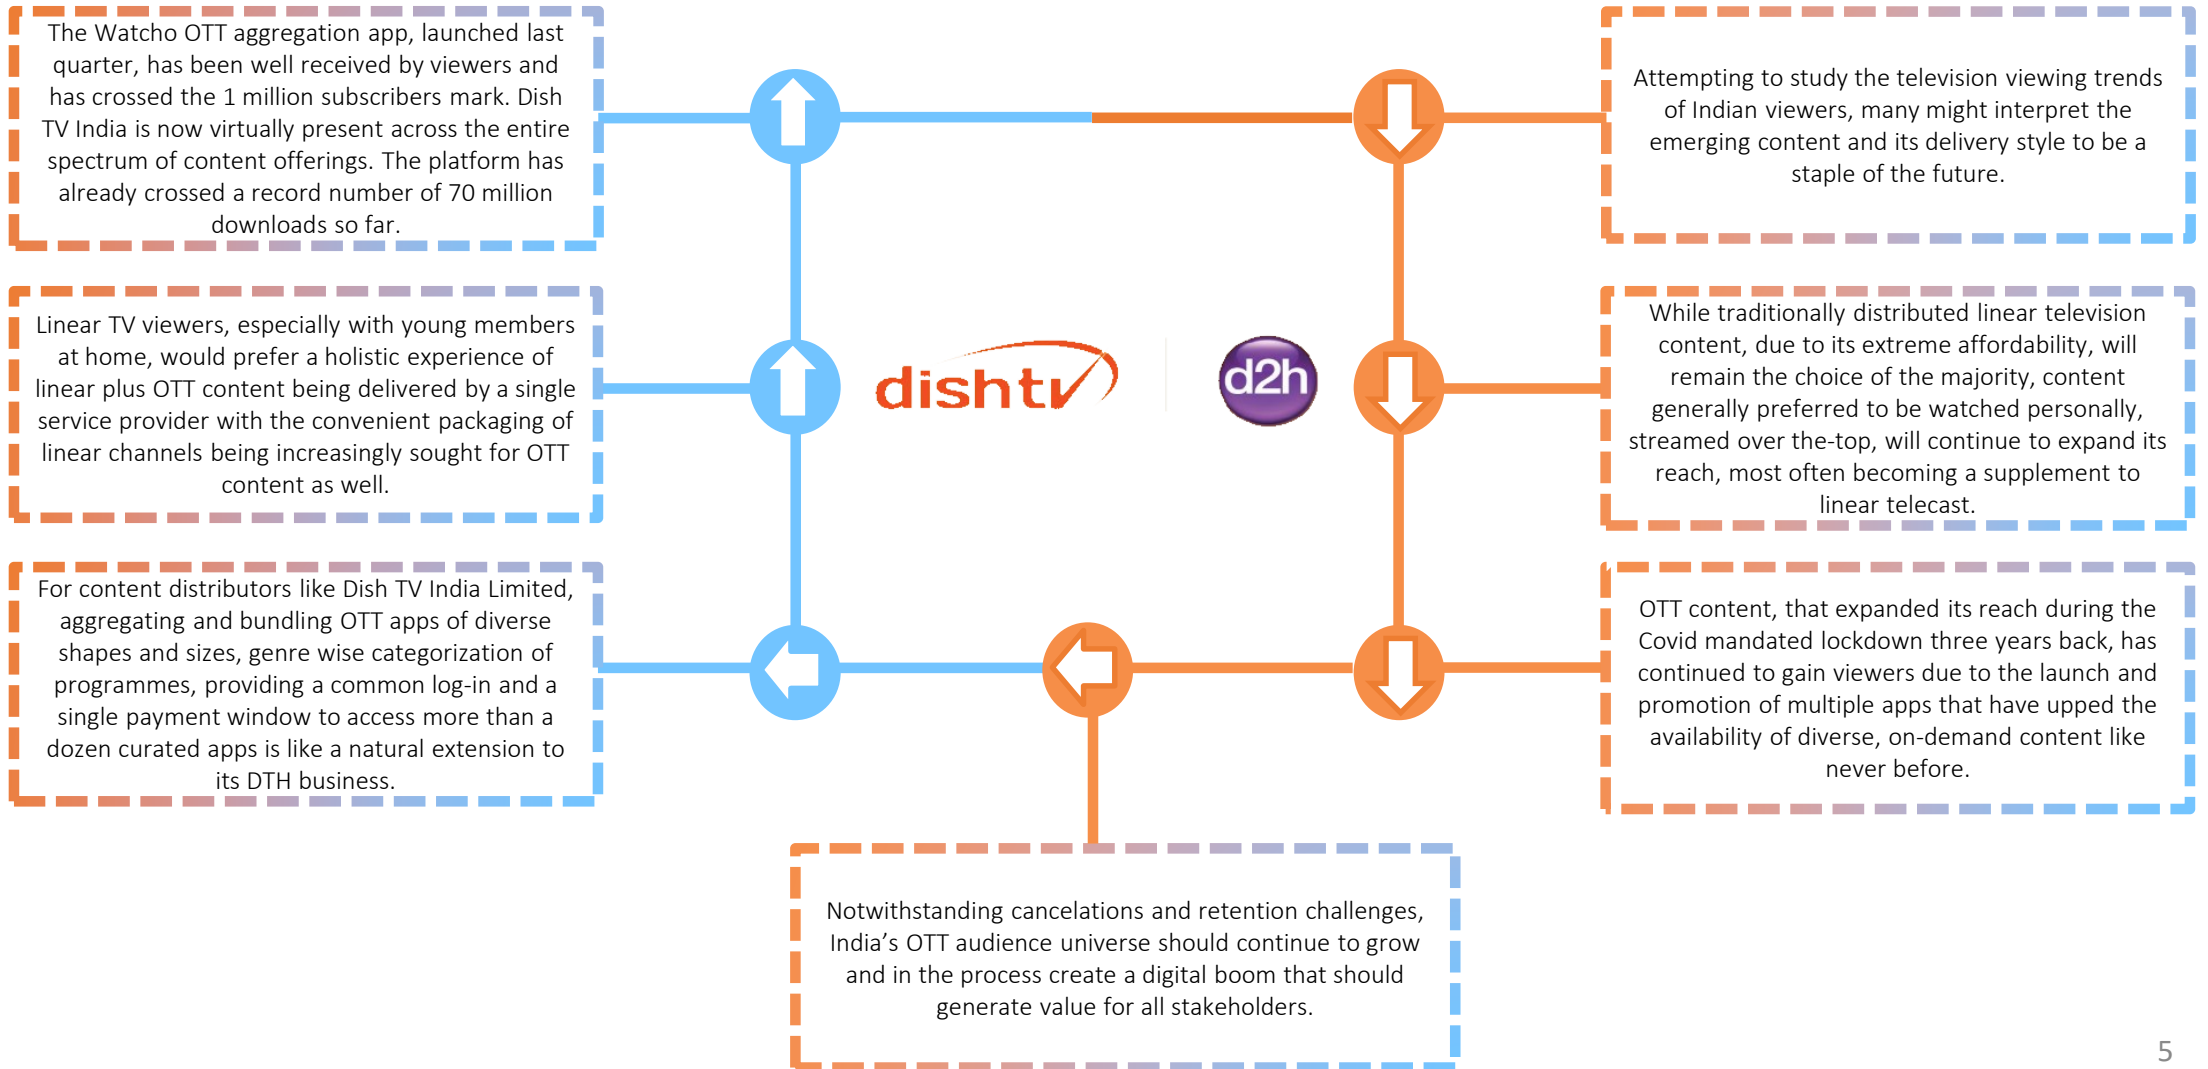 The Watcho OTT aggregation app, launched last
quarter, has been well received by viewers and
has crossed the 1 million subscribers mark. Dish
TV India is now virtually present across the entire
spectrum of content offerings. The platform has
already crossed a record number of 70 million
downloads so far.
Linear TV viewers, especially with young members
at home, would prefer a holistic experience of
linear plus OTT content being delivered by a single
service provider with the convenient packaging of
linear channels being increasingly sought for OTT
content as well.
For content distributors like Dish TV India Limited,
aggregating and bundling OTT apps of diverse
shapes and sizes, genre wise categorization of
programmes, providing a common log-in and a
single payment window to access more than a
dozen curated apps is like a natural extension to
its DTH business.
dishtv
d2h
Attempting to study the television viewing trends
of Indian viewers, many might interpret the
emerging content and its delivery style to be a
staple of the future.
While traditionally distributed linear television
content, due to its extreme affordability, will
remain the choice of the majority, content
generally preferred to be watched personally,
streamed over the-top, will continue to expand its
reach, most often becoming a supplement to
linear telecast.
OTT content, that expanded its reach during the
Covid mandated lockdown three years back, has
continued to gain viewers due to the launch and
promotion of multiple apps that have upped the
availability of diverse, on-demand content like
never before.
Notwithstanding cancelations and retention challenges,
India’s OTT audience universe should continue to grow
and in the process create a digital boom that should
generate value for all stakeholders.
5